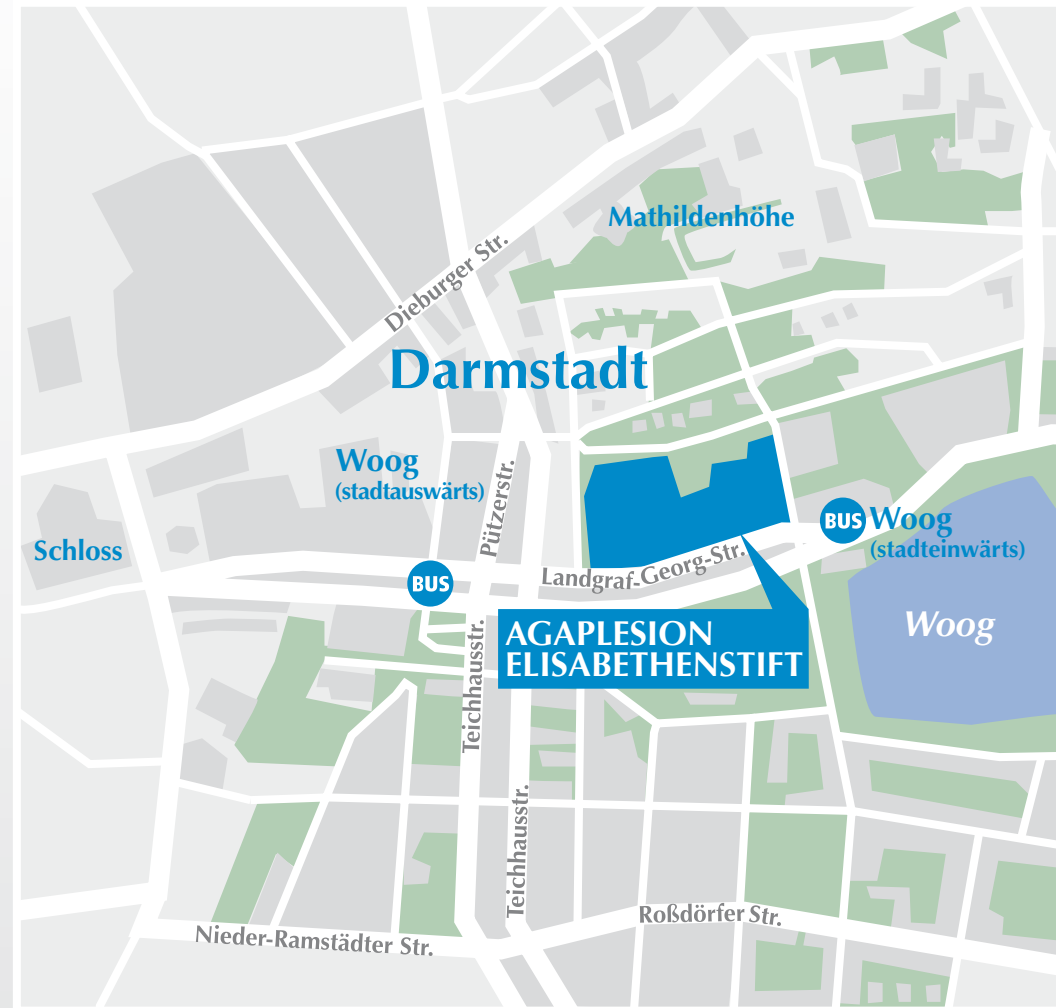 Mathildenhöhe
Dieburger Str.
Darmstadt
Woog
(stadtauswärts)
Pützerstr.
BUS
Woog
(stadteinwärts)
Schloss
BUS
Landgraf-Georg-Str.
AGAPLESION
ELISABETHENSTIFT
Woog
Teichhausstr.
Teichhausstr.
Roßdörfer Str.
Nieder-Ramstädter Str.